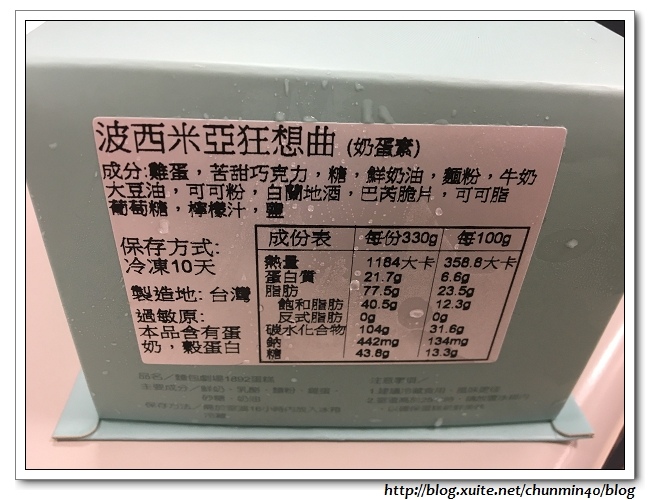 波西米亞狂想曲 (奶蛋素)
成分:雞蛋，苦甜巧克力，糖，鮮奶油，麵粉，牛奶
大豆油，可可粉，白蘭地酒，巴芮脆片，可可脂
葡萄糖，檸檬汁，鹽
保存方式:
冷凍10天
製造地: 台灣
過敏原:
本品含有蛋
奶，穀蛋白
成份表 每份330g 每100g
熱量 1184大卡 358.8大卡
蛋白質 21.7g 6.6g
脂肪 77.5g 23.5g
飽和脂肪 40.5g 12.3g
反式脂肪 0g 0g
碳水化合物 104g 31.6g
鈉 442mg 134mg
糖 43.8g 13.3g
http://blog.xuite.net/chunmin40/blog